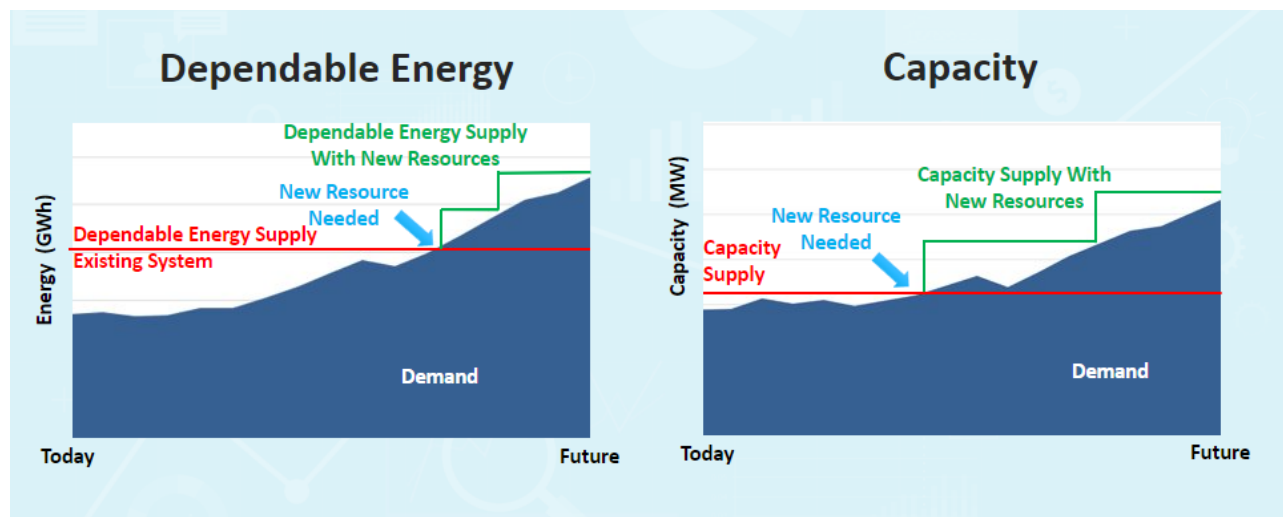 Dependable Energy
Energy (GWh)
Dependable Energy Supply
With New Resources
New Resource
Needed
Dependable Energy Supply
Existing System
Demand
Today
Future
Capacity
Capacity (MW)
Capacity Supply With
New Resources
New Resource
Needed
Capacity
Supply
Demand
Today
Future